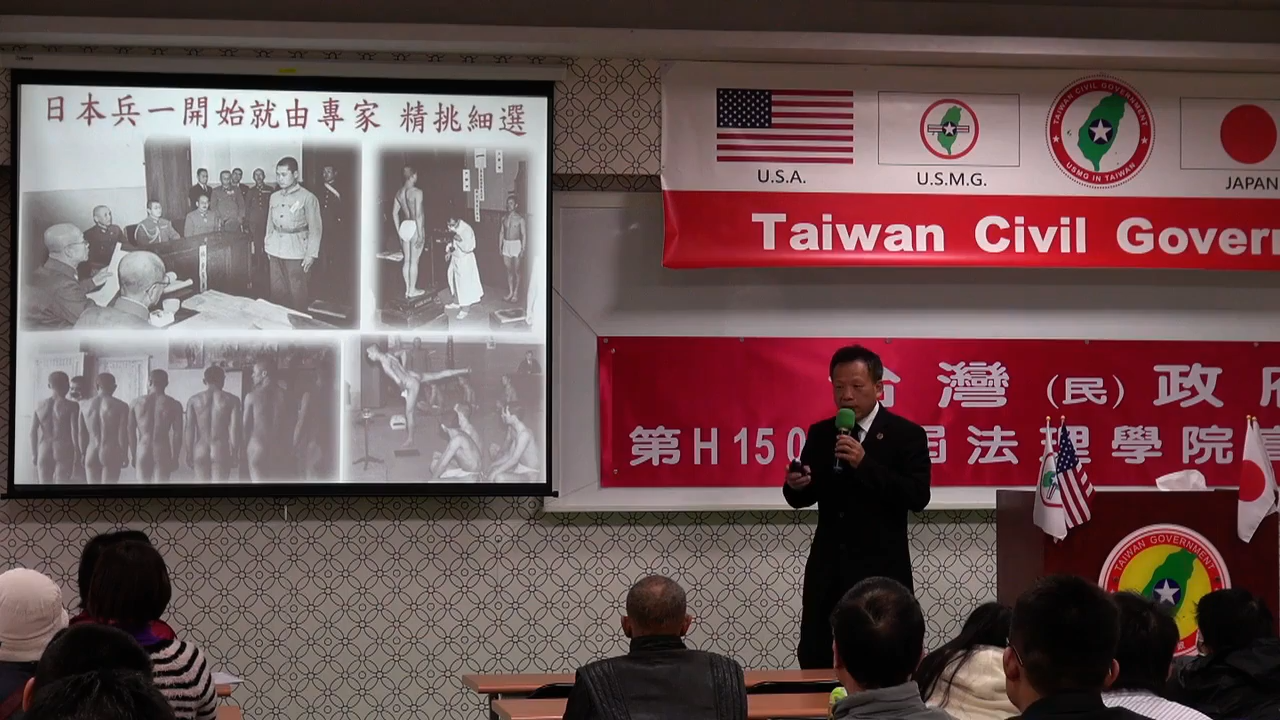 日本兵一開始就由專家 精挑細選
U.S.A.
U.S.M.G.
TAIWAN CIVIL GOVERNMENT
USMG IN TAIWAN
JAPAN
Taiwan Civil Govern
灣(民)政府
第H150 屆法理學院
TAIWAN GOVERNMENT